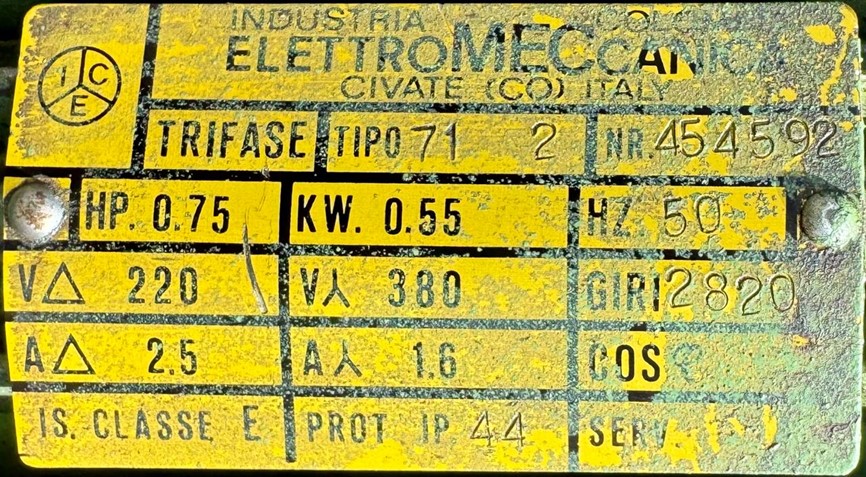 INDUSTRIA
ELETTROMECCANICA
CIVATE (CO) ITALY
I C E
TRIFASE TIPO 71 2 NR. 454592
HP. 0.75 KW. 0.55 HZ. 50
V△ 220 V⅄ 380 GIRI 2820
A△ 2.5 A⅄ 1.6 COS
IS. CLASSE E PROT IP. 44 SERV.